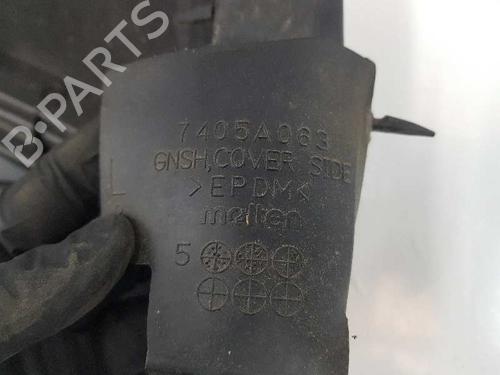 7405A063
GNSH,COVER SIDE
L >EPDM<
molten
5
B-PARTS